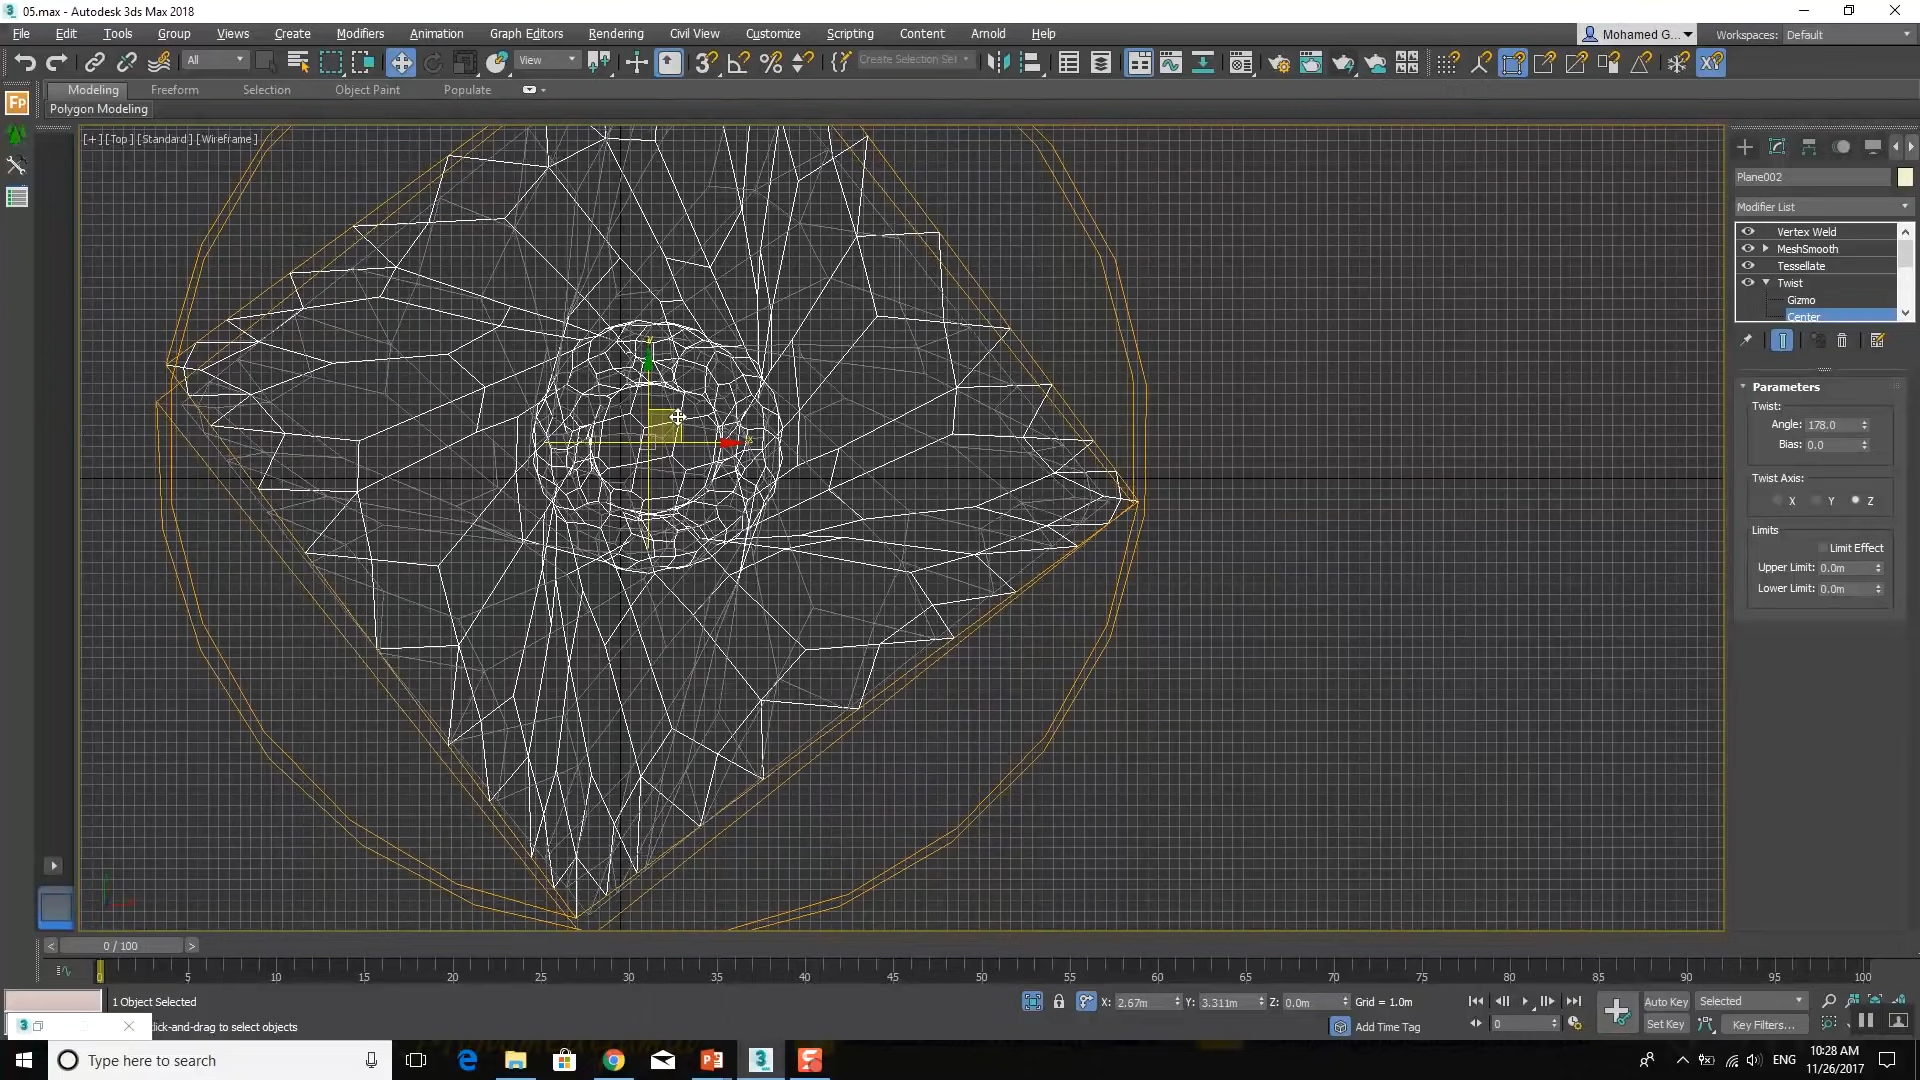 05.max - Autodesk 3ds Max 2018
File Edit Tools Group Views Create Modifiers Animation Graph Editors Rendering Civil View Customize Scripting Content Arnold Help
Mohamed G... Workspaces: Default
All View Create Selection Set
Modeling Freeform Selection Object Paint Populate
Polygon Modeling
[+] [Top] [Standard] [Wireframe]
Plane002
Modifier List
Vertex Weld
MeshSmooth
Tessellate
Twist
Gizmo
Center
Parameters
Twist:
Angle: 178.0
Bias: 0.0
Twist Axis:
X Y Z
Limits
Limit Effect
Upper Limit: 0.0m
Lower Limit: 0.0m
< 0 / 100 >
0 5 10 15 20 25 30 35 40 45 50 55 60 65 70 75 80 85 90 95 100
1 Object Selected
X: 2.67m Y: 3.311m Z: 0.0m Grid = 1.0m
Auto Key Selected
click-and-drag to select objects
Add Time Tag
0
Set Key Key Filters...
Type here to search
ENG
10:28 AM
11/26/2017